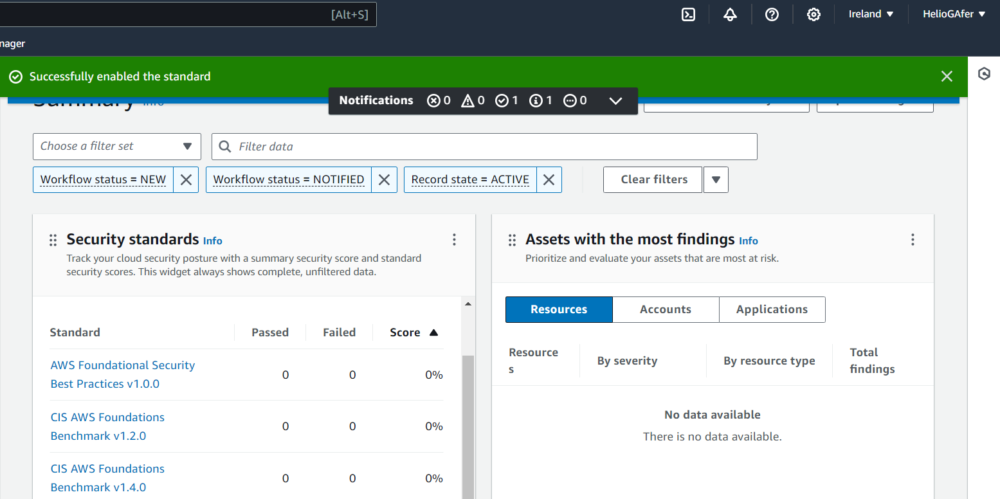 [Alt+S]
Ireland
HelioGAfer
nager
Successfully enabled the standard
Summary Info
Notifications 0 0 1 1 0
Choose a filter set
Filter data
Workflow status = NEW
Workflow status = NOTIFIED
Record state = ACTIVE
Clear filters
Security standards Info
Track your cloud security posture with a summary security score and standard
security scores. This widget always shows complete, unfiltered data.
Standard Passed Failed Score
AWS Foundational Security
Best Practices v1.0.0
0 0 0%
CIS AWS Foundations
Benchmark v1.2.0
0 0 0%
CIS AWS Foundations
Benchmark v1.4.0
0 0 0%
Assets with the most findings Info
Prioritize and evaluate your assets that are most at risk.
Resources Accounts Applications
Resource
s
By severity
By resource type
Total
findings
No data available
There is no data available.